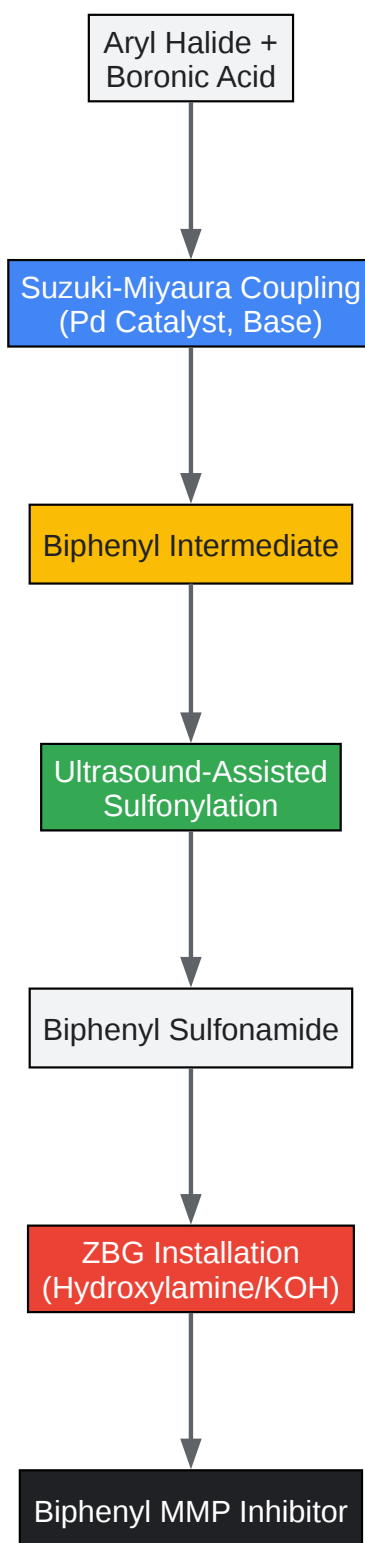 Aryl Halide +
Boronic Acid
Suzuki-Miyaura Coupling
(Pd Catalyst, Base)
Biphenyl Intermediate
Ultrasound-Assisted
Sulfonylation
Biphenyl Sulfonamide
ZBG Installation
(Hydroxylamine/KOH)
Biphenyl MMP Inhibitor